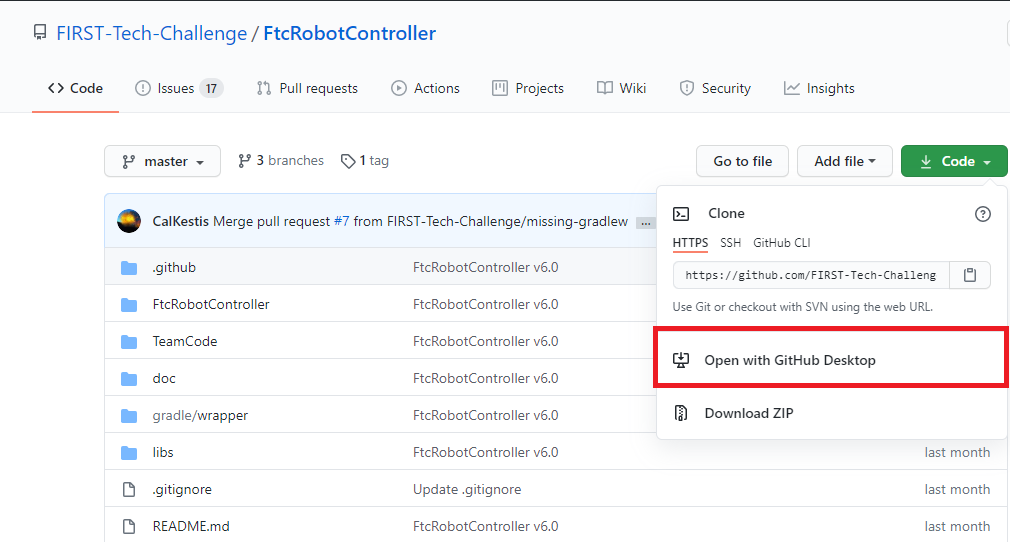 FIRST-Tech-Challenge / FtcRobotController
Code Issues 17 Pull requests Actions Projects Wiki Security Insights
master 3 branches 1 tag Go to file Add file Code
CalKestis Merge pull request #7 from FIRST-Tech-Challenge/missing-gradlew ...
.github FtcRobotController v6.0
FtcRobotController FtcRobotController v6.0
TeamCode FtcRobotController v6.0
doc FtcRobotController v6.0
gradle/wrapper FtcRobotController v6.0
libs FtcRobotController v6.0 last month
.gitignore Update .gitignore last month
README.md FtcRobotController v6.0 last month
Clone
HTTPS SSH GitHub CLI
https://github.com/FIRST-Tech-Challeng
Use Git or checkout with SVN using the web URL.
Open with GitHub Desktop
Download ZIP